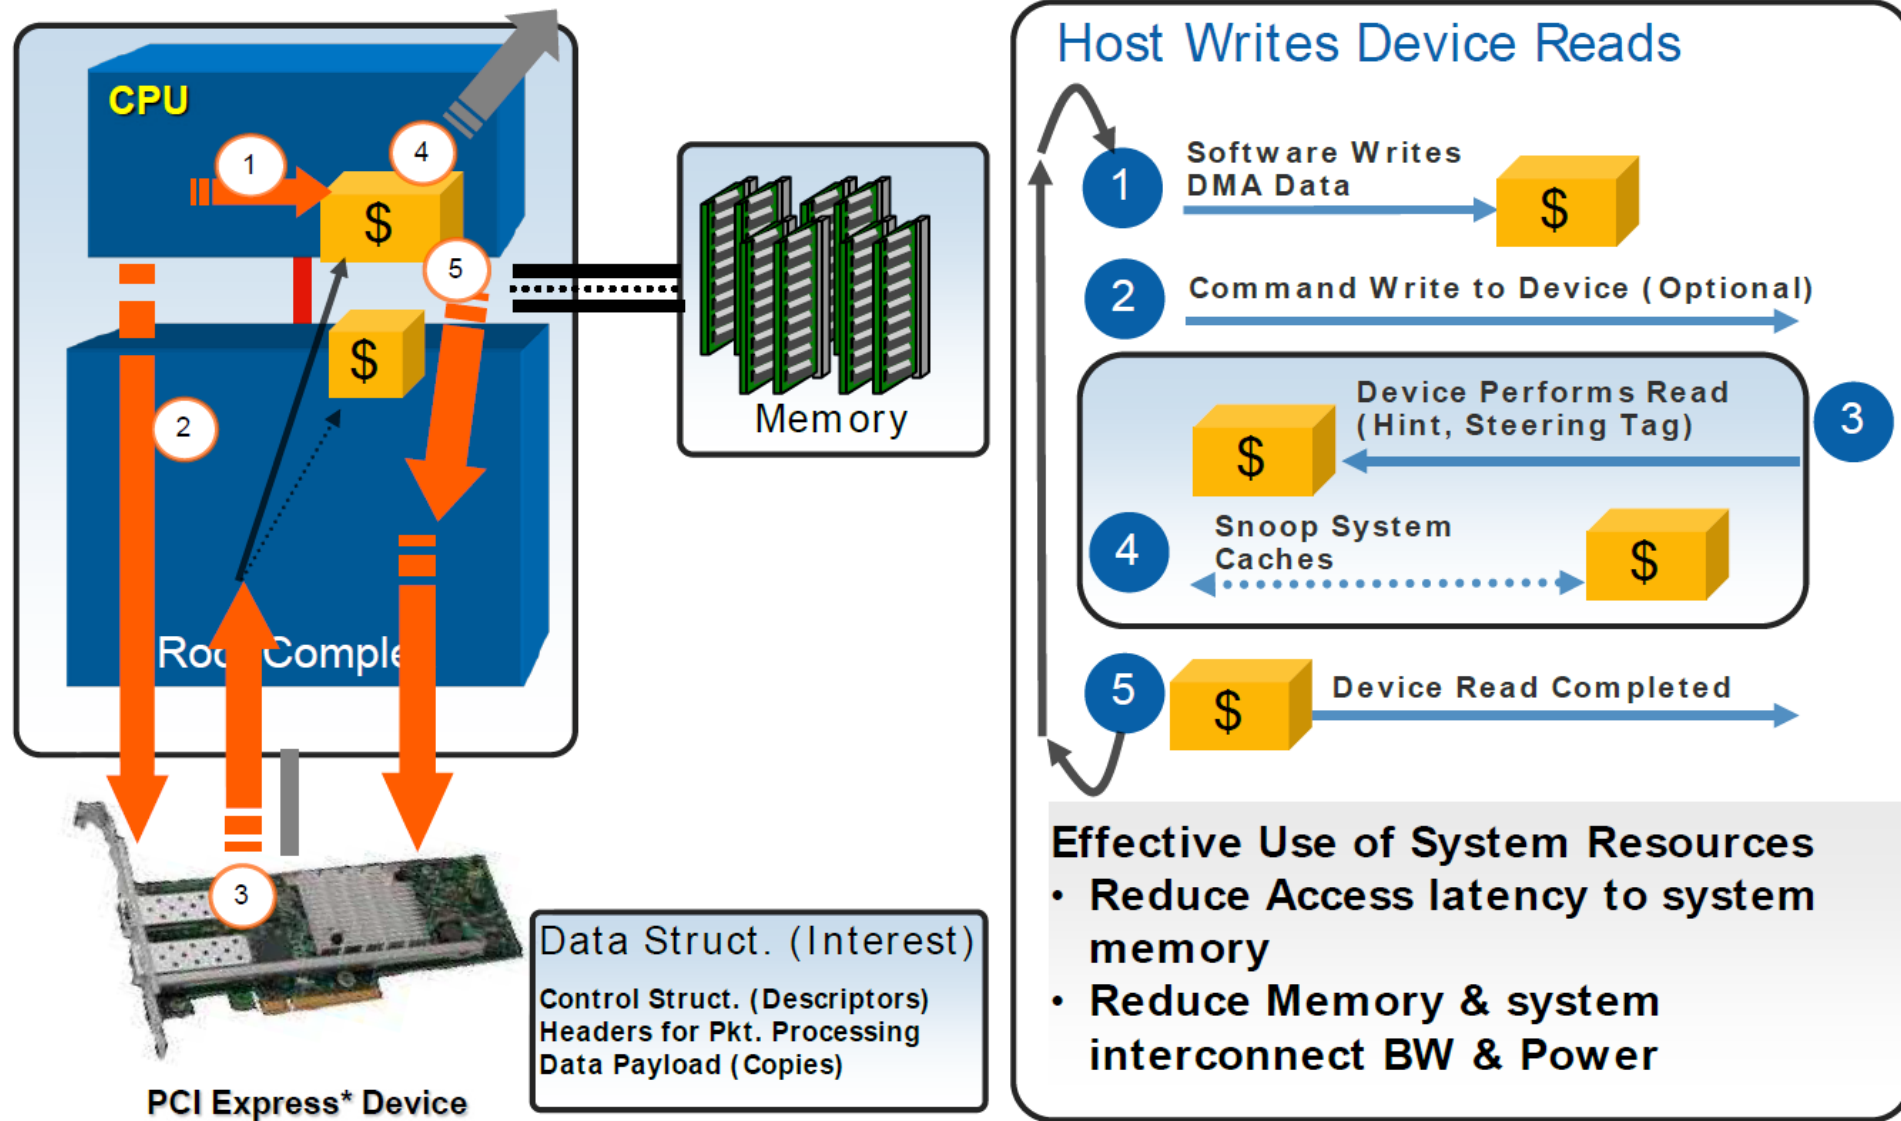 CPU
1
4
$
5
$
2
Root Comple
3
PCI Express* Device
Memory
Data Struct. (Interest)
Control Struct. (Descriptors)
Headers for Pkt. Processing
Data Payload (Copies)
Host Writes Device Reads
1
Software Writes
DMA Data
$
2
Command Write to Device (Optional)
Device Performs Read
(Hint, Steering Tag)
3
$
4
Snoop System
Caches
$
5
$
Device Read Completed
Effective Use of System Resources
• Reduce Access latency to system
memory
• Reduce Memory & system
interconnect BW & Power